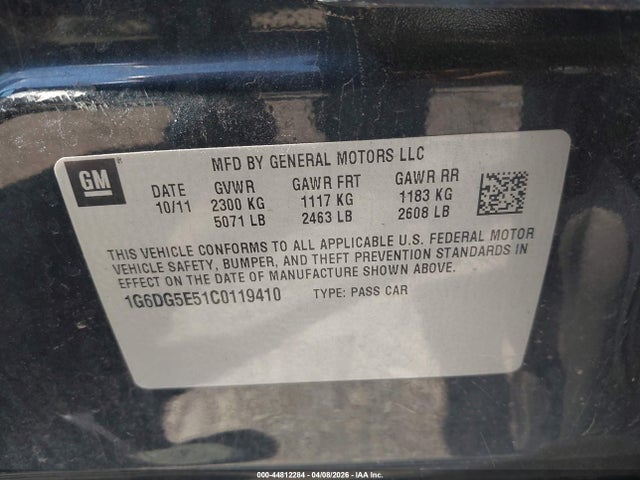 GM
MFD BY GENERAL MOTORS LLC
DATE GVWR GAWR FRT GAWR RR
10/11 2300 KG 1117 KG 1183 KG
5071 LB 2463 LB 2608 LB
THIS VEHICLE CONFORMS TO ALL APPLICABLE U.S. FEDERAL MOTOR
VEHICLE SAFETY, BUMPER, AND THEFT PREVENTION STANDARDS IN
EFFECT ON THE DATE OF MANUFACTURE SHOWN ABOVE.
1G6DG5E51C0119410 TYPE: PASS CAR
000-44812284 | 04/08/2026 | IAA Inc.